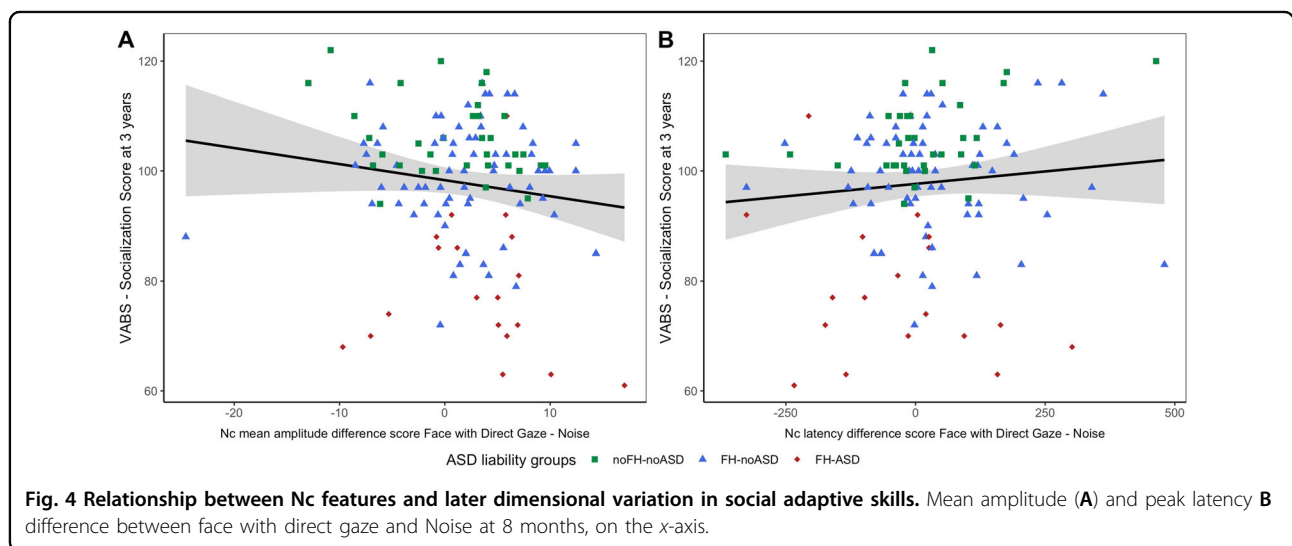 A
B
VABS - Socialization Score at 3 years
120
100
80
60
-20
-10
0
10
Nc mean amplitude difference score Face with Direct Gaze - Noise
VABS - Socialization Score at 3 years
120
100
80
60
-250
0
250
500
Nc latency difference score Face with Direct Gaze - Noise
ASD liability groups noFH-noASD FH-noASD FH-ASD
Fig. 4 Relationship between Nc features and later dimensional variation in social adaptive skills. Mean amplitude (A) and peak latency B
difference between face with direct gaze and Noise at 8 months, on the x-axis.